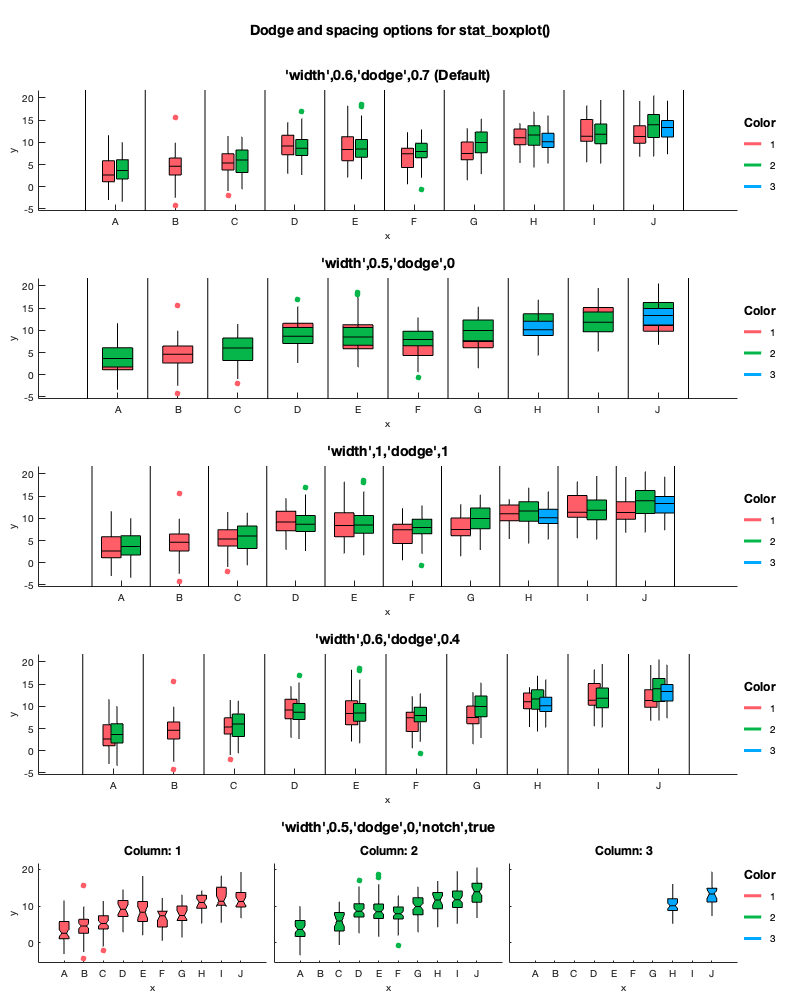 Dodge and spacing options for stat_boxplot()
'width',0.6,'dodge',0.7 (Default)
20
15
10
5
0
-5
y
A B C D E F G H I J
x
Color
1
2
3
'width',0.5,'dodge',0
20
15
10
5
0
-5
y
A B C D E F G H I J
x
Color
1
2
3
'width',1,'dodge',1
20
15
10
5
0
-5
y
A B C D E F G H I J
x
Color
1
2
3
'width',0.6,'dodge',0.4
20
15
10
5
0
-5
y
A B C D E F G H I J
x
Color
1
2
3
'width',0.5,'dodge',0,'notch',true
Column: 1 Column: 2 Column: 3
20
10
0
y
A B C D E F G H I J A B C D E F G H I J A B C D E F G H I J
x x x
Color
1
2
3